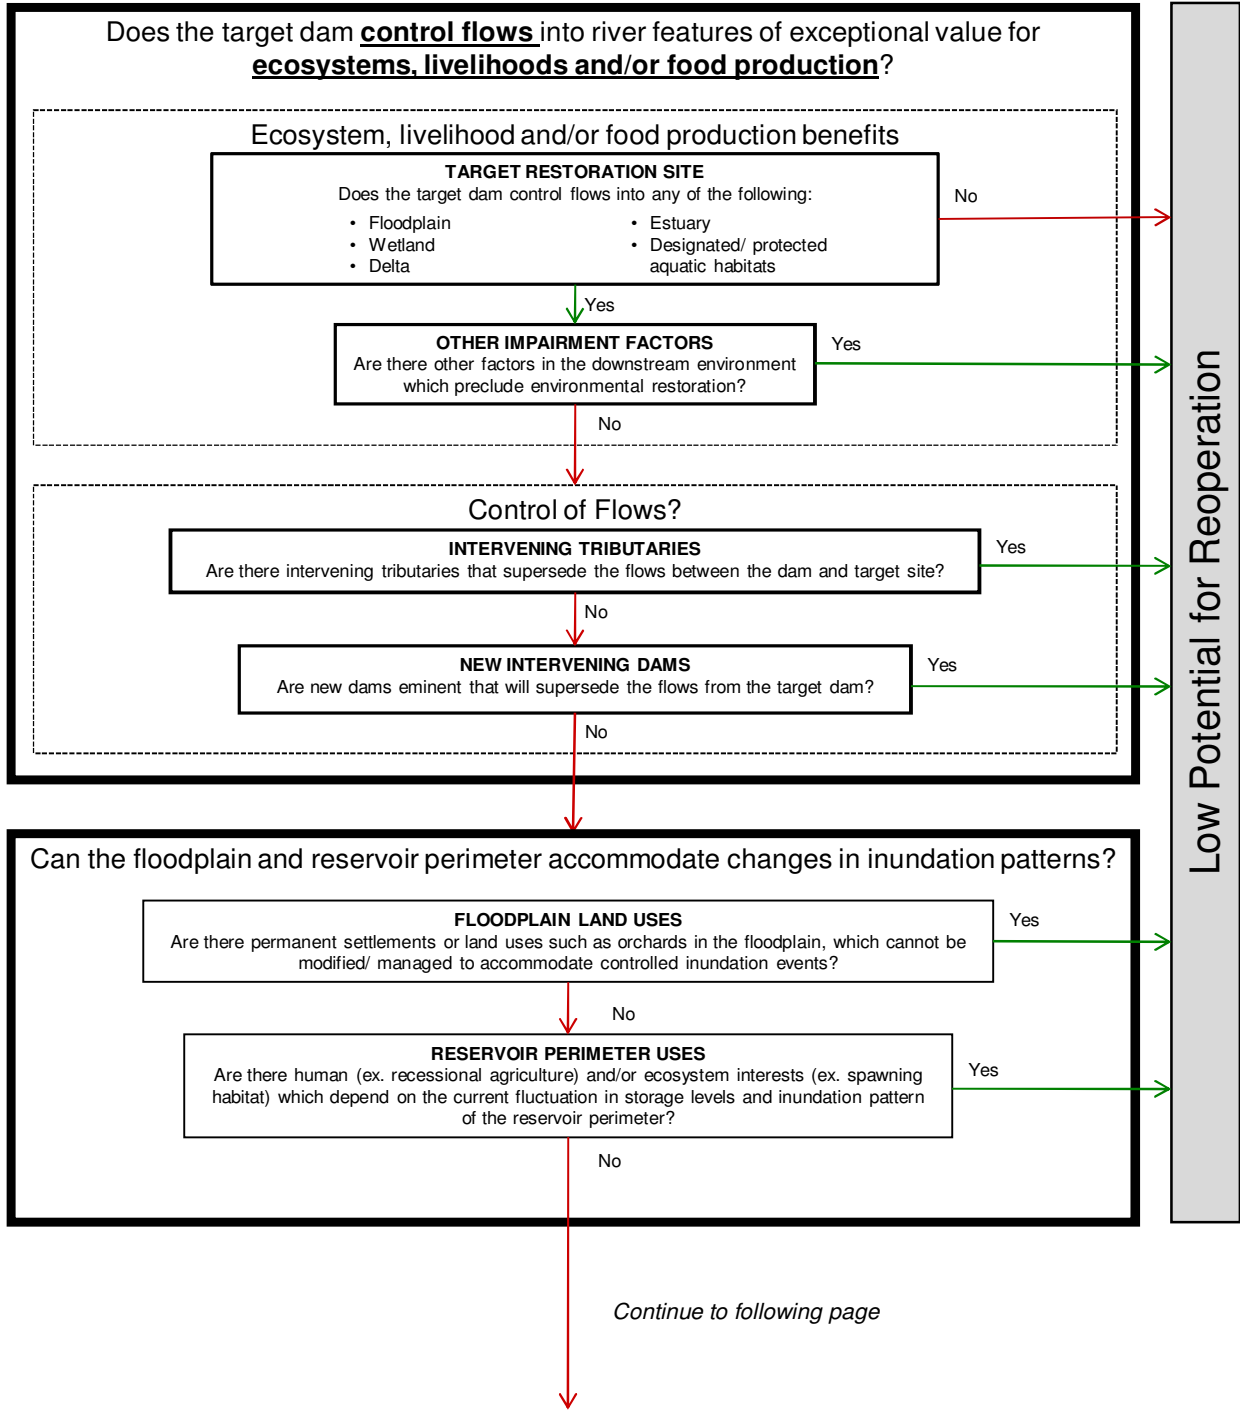 Does the target dam control flows into river features of exceptional value for
ecosystems, livelihoods and/or food production?
Ecosystem, livelihood and/or food production benefits
TARGET RESTORATION SITE
Does the target dam control flows into any of the following:
• Floodplain
• Wetland
• Delta
• Estuary
• Designated/ protected
aquatic habitats
No
Yes
OTHER IMPAIRMENT FACTORS
Are there other factors in the downstream environment
which preclude environmental restoration?
Yes
No
Control of Flows?
INTERVENING TRIBUTARIES
Are there intervening tributaries that supersede the flows between the dam and target site?
Yes
No
NEW INTERVENING DAMS
Are new dams eminent that will supersede the flows from the target dam?
Yes
No
Can the floodplain and reservoir perimeter accommodate changes in inundation patterns?
FLOODPLAIN LAND USES
Are there permanent settlements or land uses such as orchards in the floodplain, which cannot be
modified/ managed to accommodate controlled inundation events?
Yes
No
RESERVOIR PERIMETER USES
Are there human (ex. recessional agriculture) and/or ecosystem interests (ex. spawning
habitat) which depend on the current fluctuation in storage levels and inundation pattern
of the reservoir perimeter?
Yes
No
Low Potential for Reoperation
Continue to following page